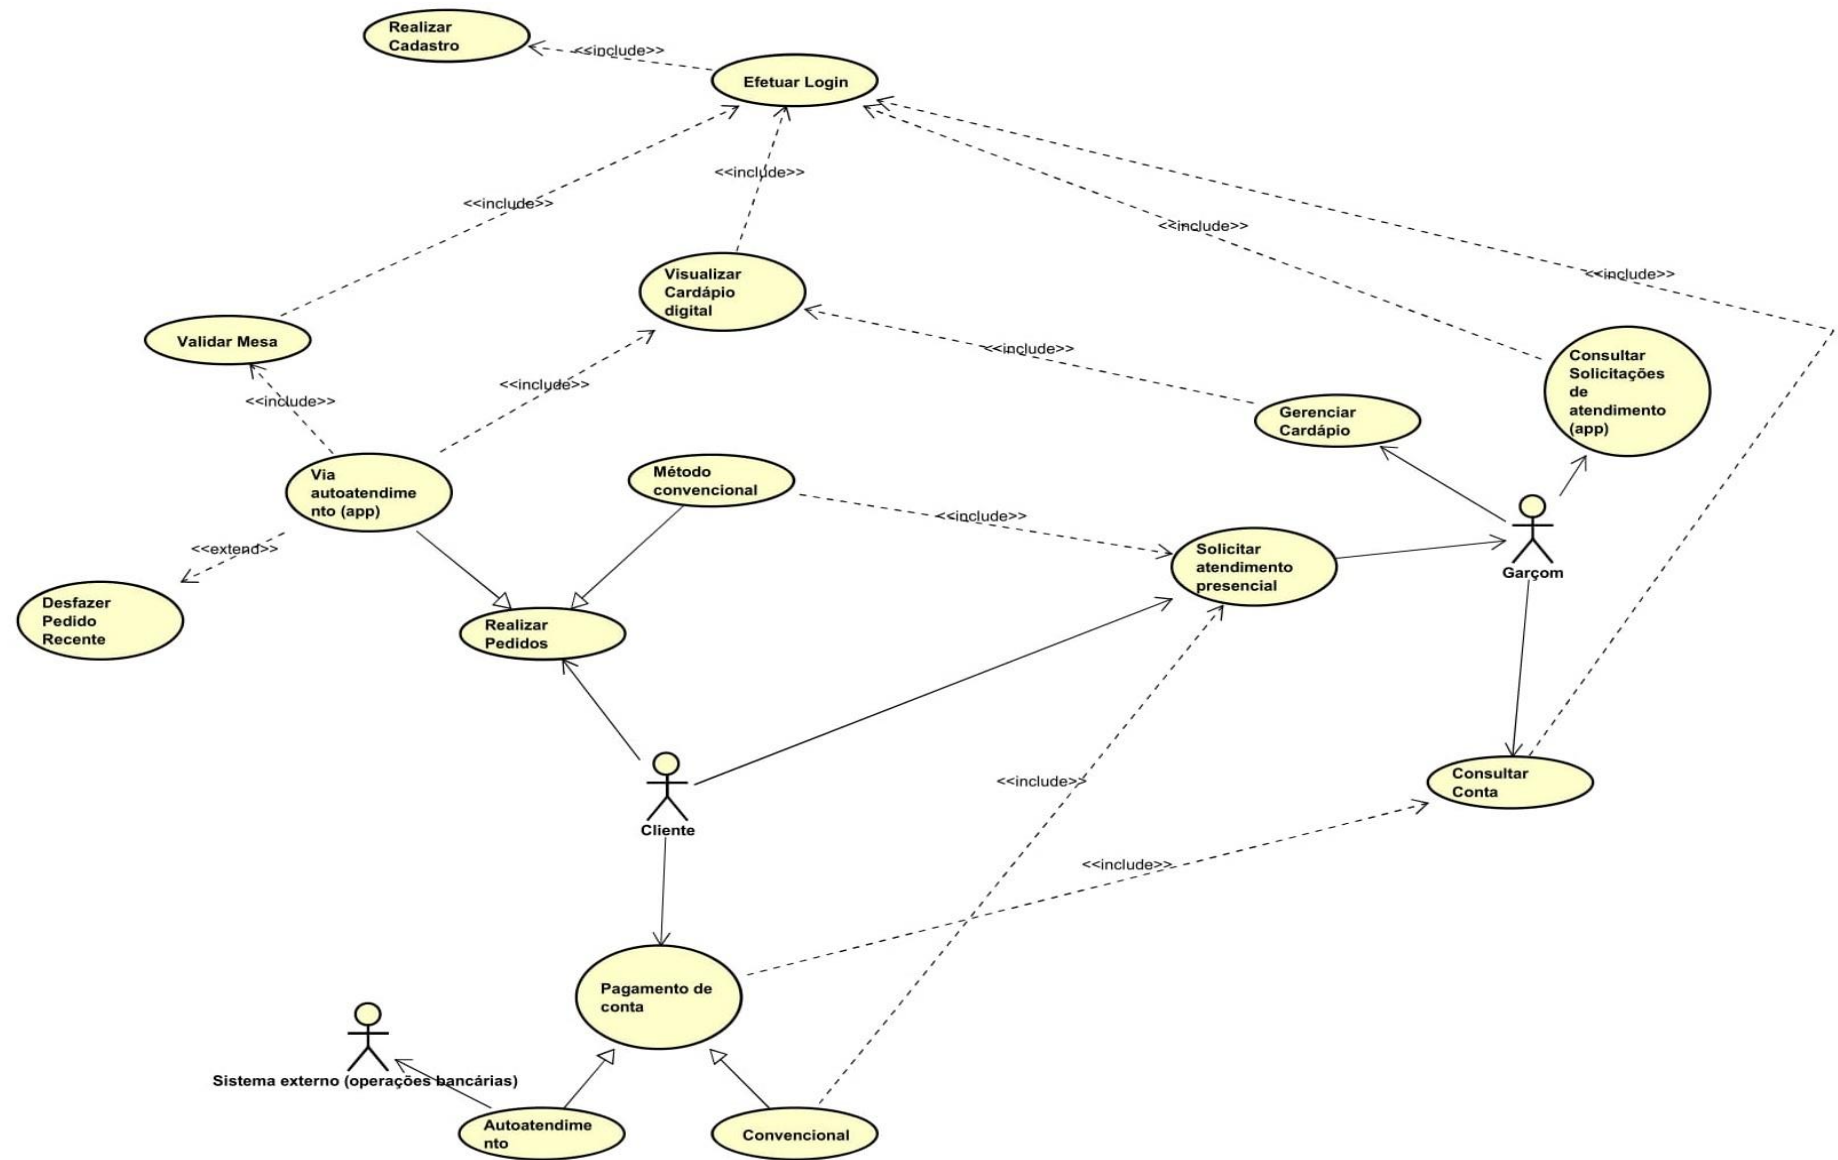 Realizar
Cadastro
<<include>>
Efetuar Login
<<include>>
<<include>>
<<include>>
<<include>>
Visualizar
Cardápio
digital
Validar Mesa
<<include>>
Consultar
Solicitações
de
atendimento
(app)
<<include>>
<<include>>
Gerenciar
Cardápio
Via
autoatendime
nto (app)
Método
convencional
<<include>>
<<extend>>
Solicitar
atendimento
presencial
Garçom
Desfazer
Pedido
Recente
Realizar
Pedidos
<<include>>
Consultar
Conta
Cliente
<<include>>
Pagamento de
conta
Sistema externo (operações bancárias)
Autoatendime
nto
Convencional